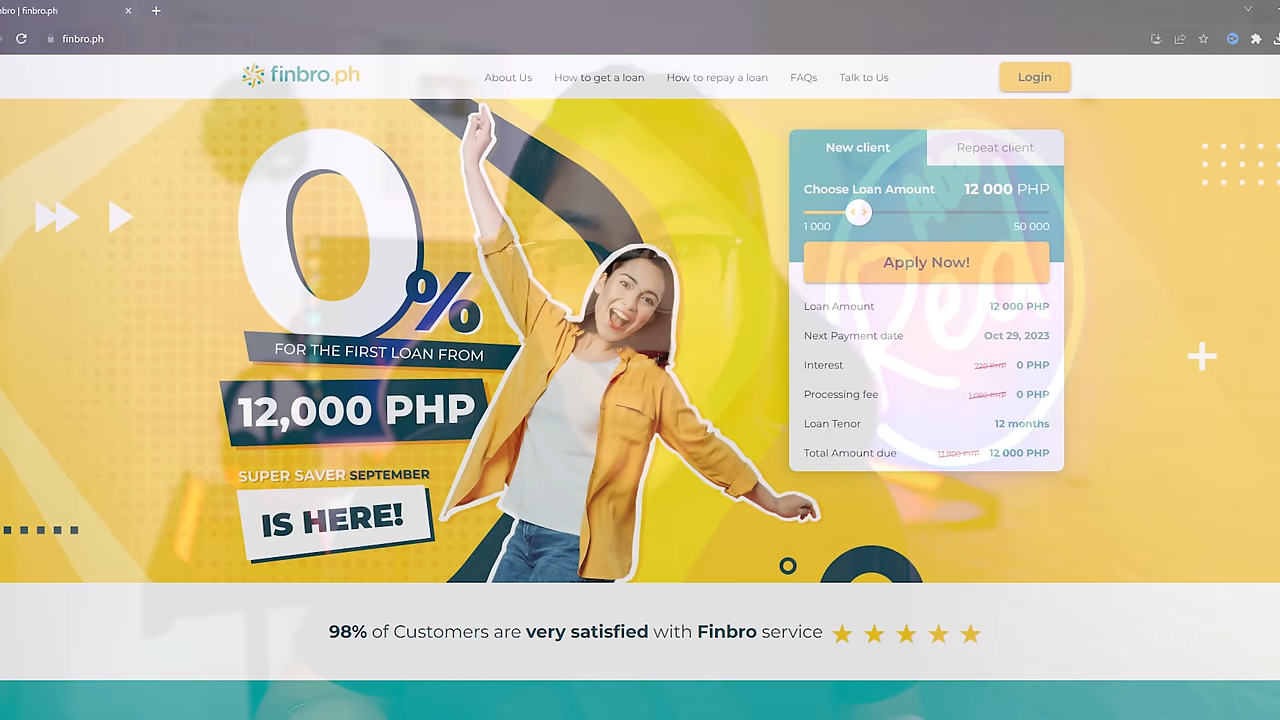 nbro | finbro.ph
finbro.ph
finbro.ph
About Us
How to get a loan
How to repay a loan
FAQs
Talk to Us
Login
0%
FOR THE FIRST LOAN FROM
12,000 PHP
SUPER SAVER SEPTEMBER
IS HERE!
New client
Repeat client
Choose Loan Amount 12 000 PHP
1 000 50 000
Apply Now!
Loan Amount 12 000 PHP
Next Payment date Oct 29, 2023
Interest 720 PHP 0 PHP
Processing fee 1 080 PHP 0 PHP
Loan Tenor 12 months
Total Amount due 13 800 PHP 12 000 PHP
98% of Customers are very satisfied with Finbro service